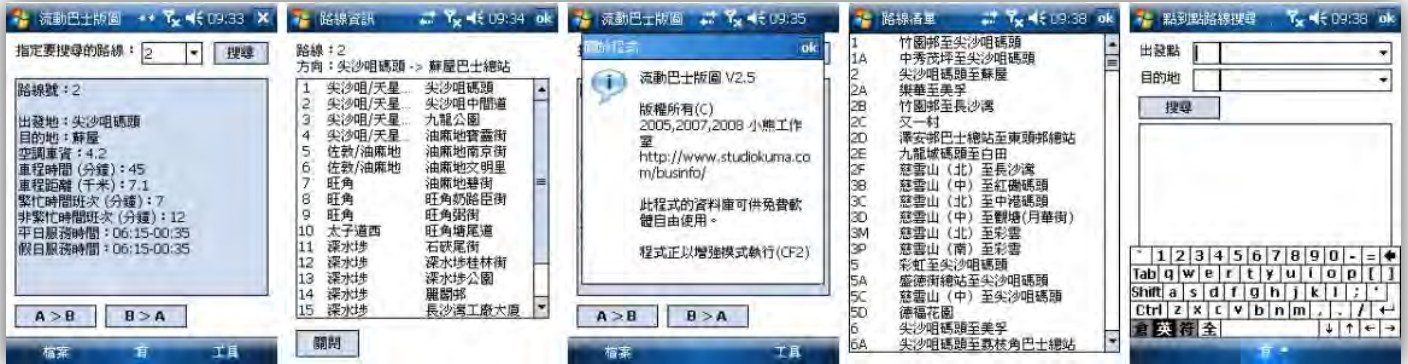 流動巴士版圖 09:33
指定要搜尋的路線：2 搜尋
路線號：2
出發地：尖沙咀碼頭
目的地：蘇屋
空調車資：4.2
車程時間 (分鐘)：45
車程距離 (千米)：7.1
繁忙時間班次 (分鐘)：7
非繁忙時間班次 (分鐘)：12
平日服務時間：06:15-00:35
假日服務時間：06:15-00:35
A > B B > A
檔案 工具
路線資訊 09:34 ok
路線：2
方向：尖沙咀碼頭 -> 蘇屋巴士總站
1 尖沙咀/天星... 尖沙咀碼頭
2 尖沙咀/天星... 尖沙咀中間道
3 尖沙咀/天星... 九龍公園
4 尖沙咀/天星... 油麻地寶靈街
5 佐敦/油麻地 油麻地南京街
6 佐敦/油麻地 油麻地文明里
7 旺角 油麻地碧街
8 旺角 旺角奶路臣街
9 旺角 旺角弼街
10 太子道西 旺角塘尾道
11 深水埗 石硤尾街
12 深水埗 深水埗桂林街
13 深水埗 深水埗公園
14 深水埗 麗閣邨
15 深水埗 長沙灣工廠大廈
關閉
流動巴士版圖 09:35
關於程式 ok
流動巴士版圖 V2.5
版權所有(C)
2005,2007,2008 小熊工作
室
http://www.studiokuma.co
m/businfo/
此程式的資料庫可供免費軟
體自由使用。
程式正以增強模式執行(CF2)
A > B B > A
檔案 工具
路線清單 09:38 ok
1 竹園邨至尖沙咀碼頭
1A 中秀茂坪至尖沙咀碼頭
2 尖沙咀碼頭至蘇屋
2A 樂華至美孚
2B 竹園邨至長沙灣
2C 又一村
2D 澤安邨巴士總站至東頭邨總站
2E 九龍城碼頭至白田
2F 慈雲山（北）至長沙灣
3B 慈雲山（中）至紅磡碼頭
3C 慈雲山（北）至中港碼頭
3D 慈雲山（中）至觀塘(月華街)
3M 慈雲山（北）至彩雲
3P 慈雲山（南）至彩雲
5 彩虹至尖沙咀碼頭
5A 盛德街總站至尖沙咀碼頭
5C 慈雲山（中）至尖沙咀碼頭
5D 德福花園
6 尖沙咀碼頭至美孚
6A 尖沙咀碼頭至荔枝角巴士總站
點到點路線搜尋 09:38 ok
出發點
目的地
搜尋
` 1 2 3 4 5 6 7 8 9 0 - =
Tab q w e r t y u i o p [ ]
Shift a s d f g h j k l ; '
Ctrl z x c v b n m , . /
倉 英 符 全